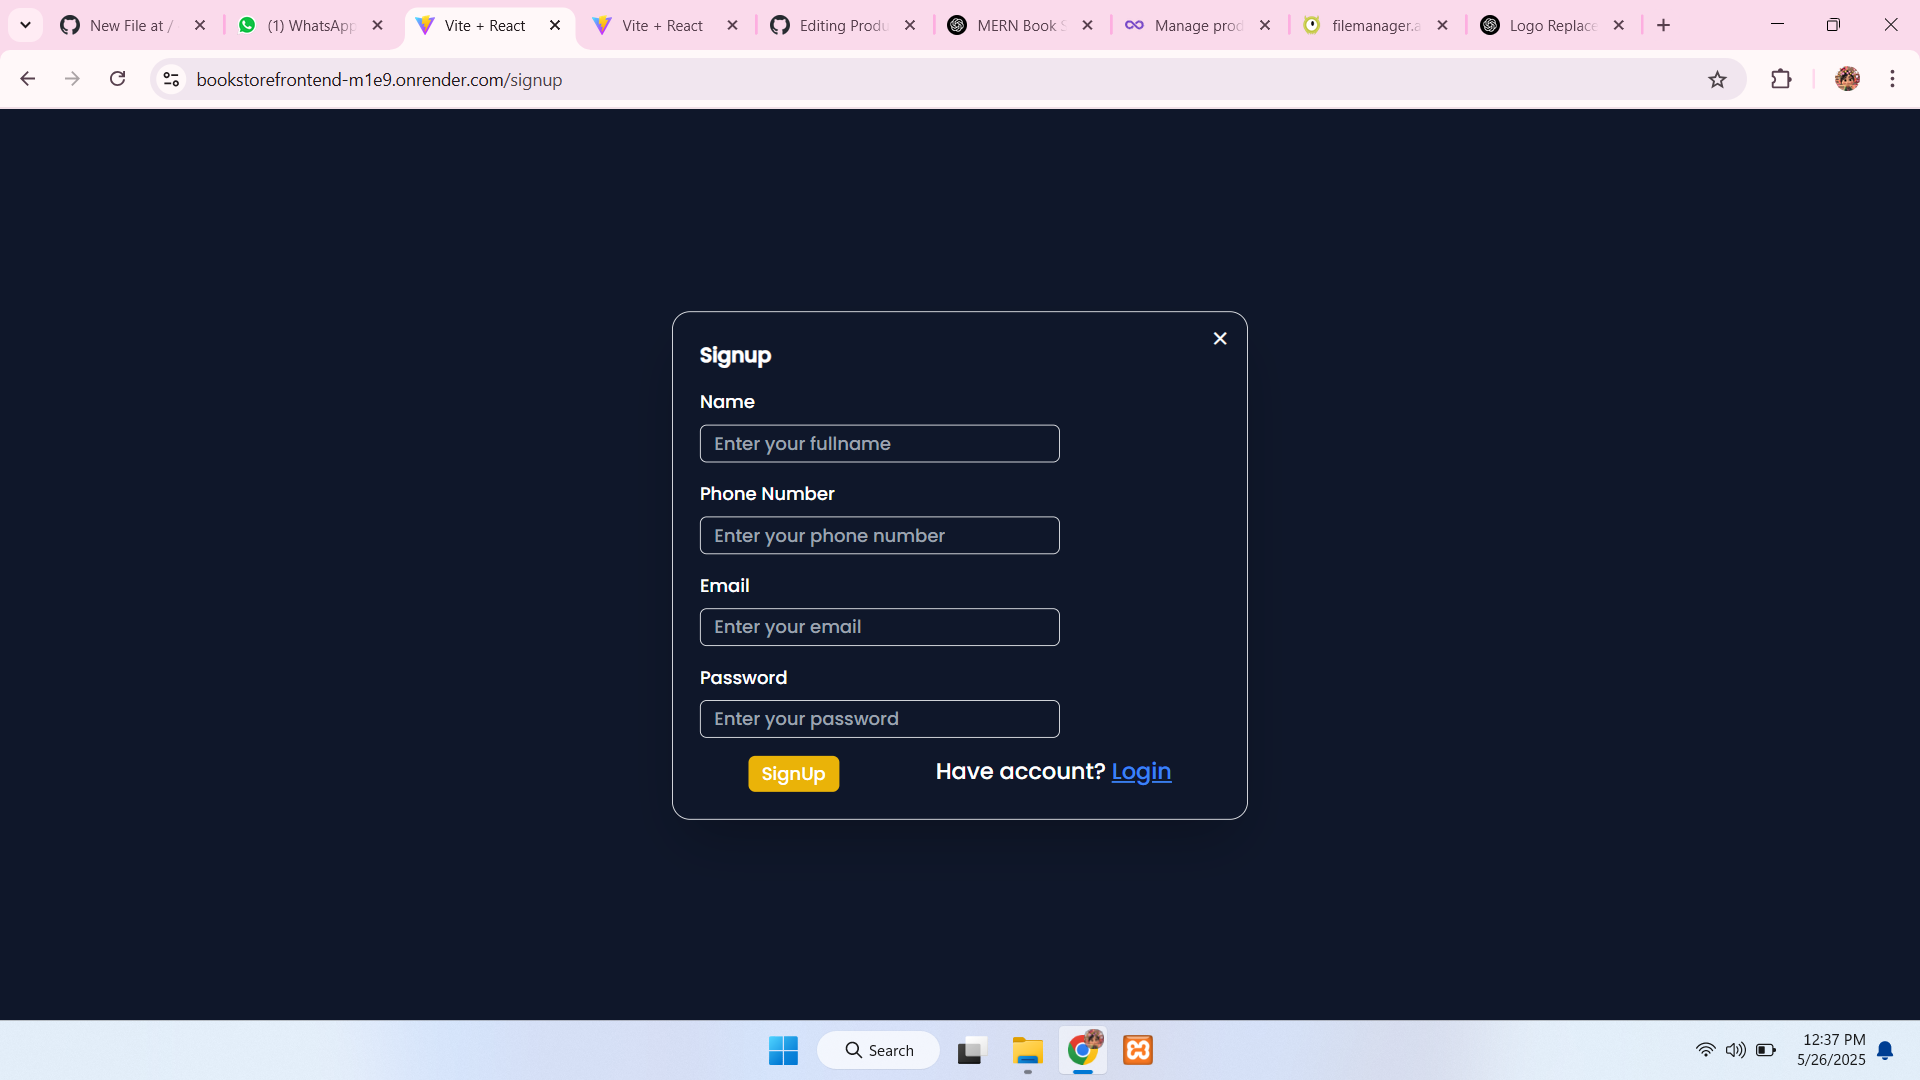 New File at /
(1) WhatsApp
Vite + React
Vite + React
Editing Produ
MERN Book S
Manage prod
filemanager.a
Logo Replace
bookstorefrontend-m1e9.onrender.com/signup
Signup
Name
Enter your fullname
Phone Number
Enter your phone number
Email
Enter your email
Password
Enter your password
SignUp
Have account? Login
Search
12:37 PM
5/26/2025